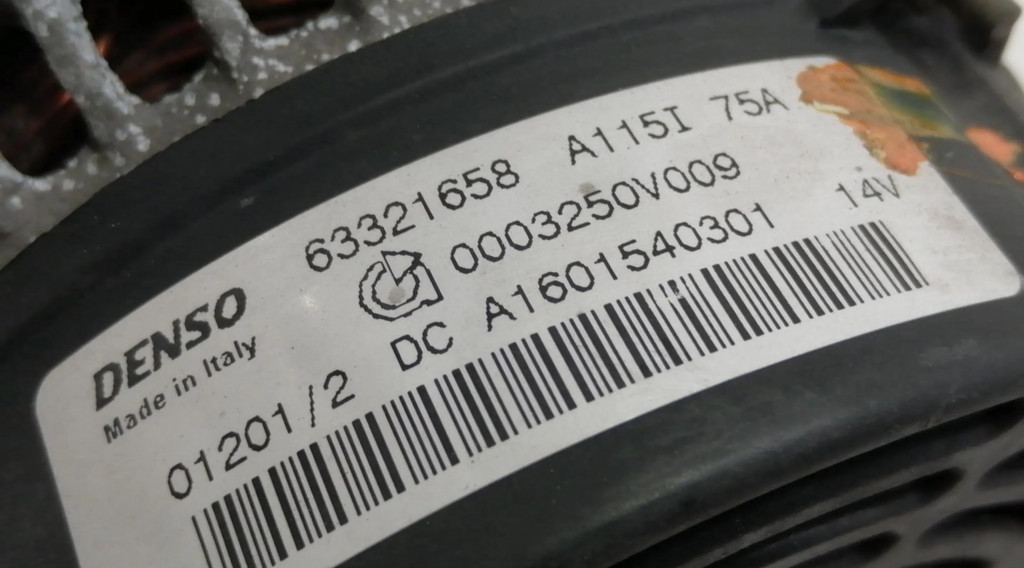 63321658 A115I 75A
0003250V009
DENSO
Made in Italy
01201/2 DC A1601540301 14V